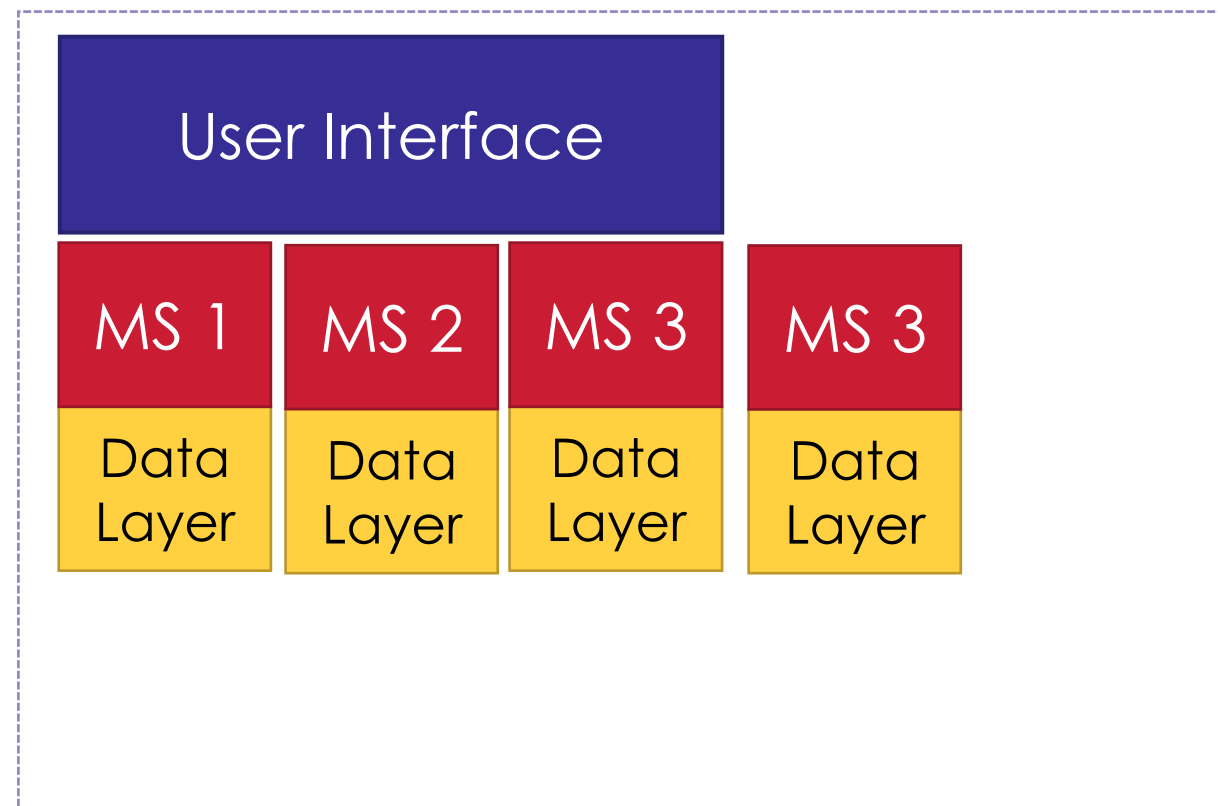 User Interface
MS 1
MS 2
MS 3
MS 3
Data
Layer
Data
Layer
Data
Layer
Data
Layer